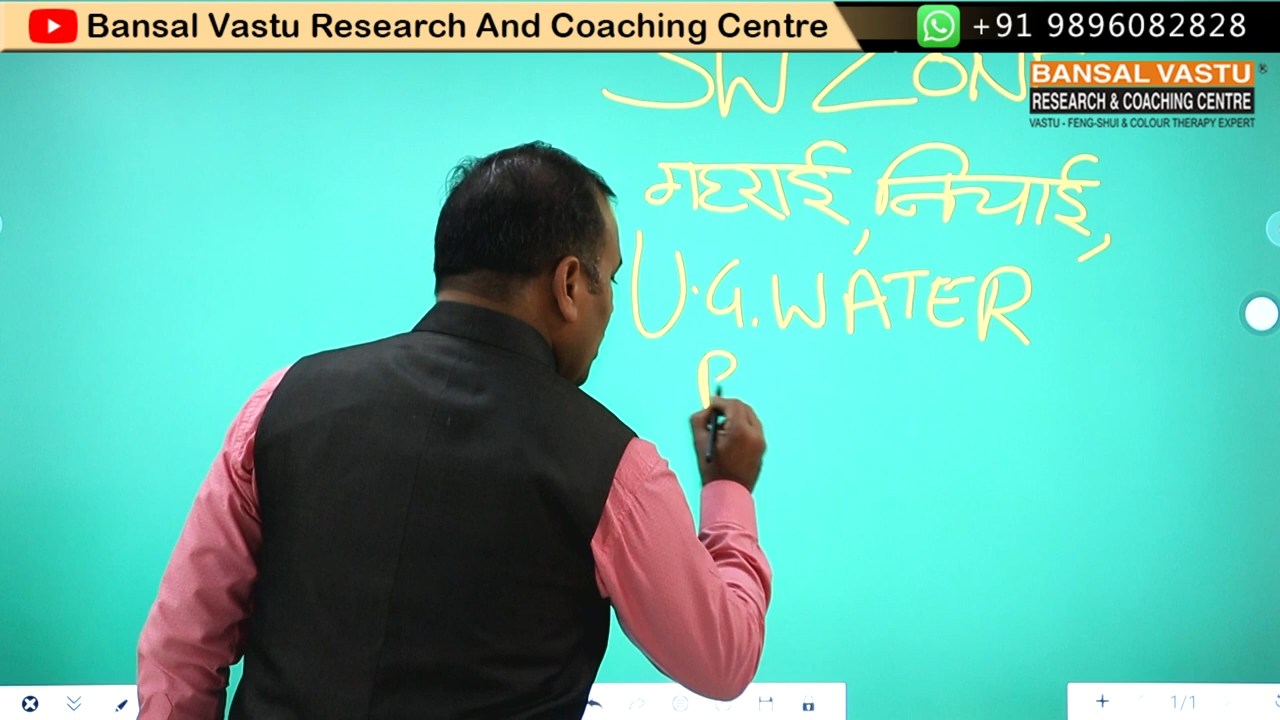 Bansal Vastu Research And Coaching Centre
+91 9896082828
BANSAL VASTU®
RESEARCH & COACHING CENTRE
VASTU - FENG-SHUI & COLOUR THERAPY EXPERT
SW ZONE
गहराई, निचाई,
U.G. WATER
P
1/1